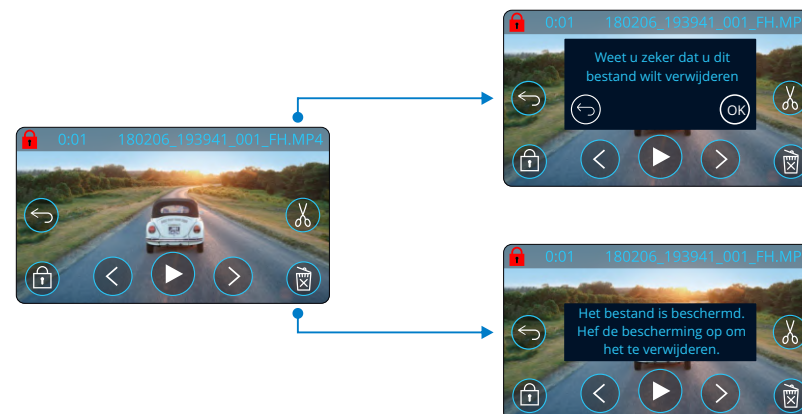 0:01 180206_193941_001_FH.MP4
0:01 180206_193941_001_FH.MP
Weet u zeker dat u dit
bestand wilt verwijderen
OK
0:01 180206_193941_001_FH.MP
Het bestand is beschermd.
Hef de bescherming op om
het te verwijderen.